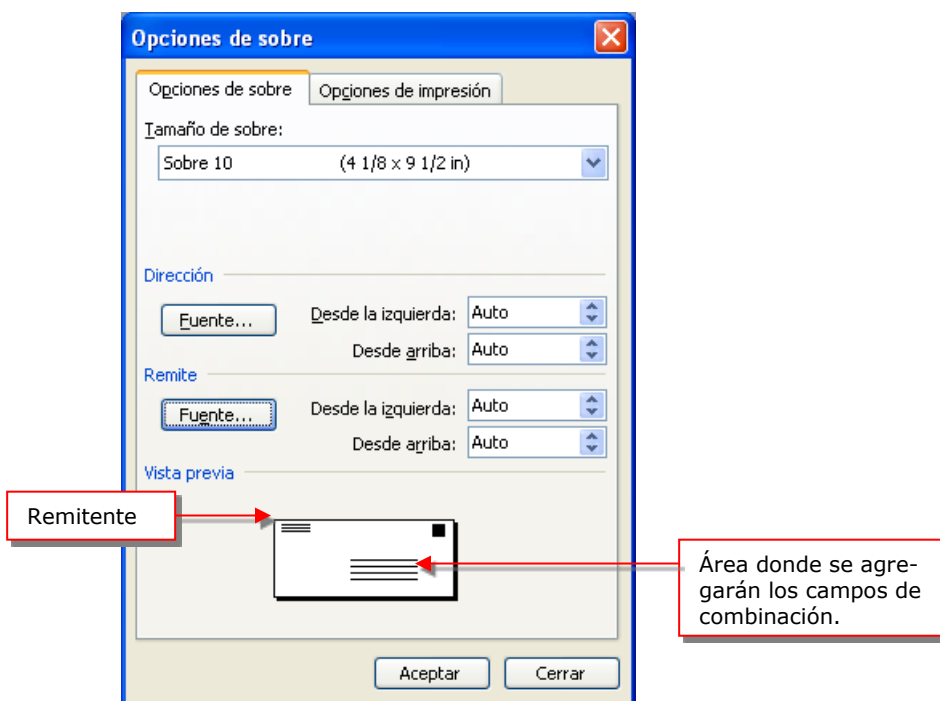 Opciones de sobre
Opciones de sobre
Opciones de impresión
Tamaño de sobre:
Sobre 10 (4 1/8 x 9 1/2 in)
Dirección
Fuente...
Desde la izquierda: Auto
Desde arriba: Auto
Remite
Fuente...
Desde la izquierda: Auto
Desde arriba: Auto
Vista previa
Remitente
Área donde se agre-
garán los campos de
combinación.
Aceptar
Cerrar